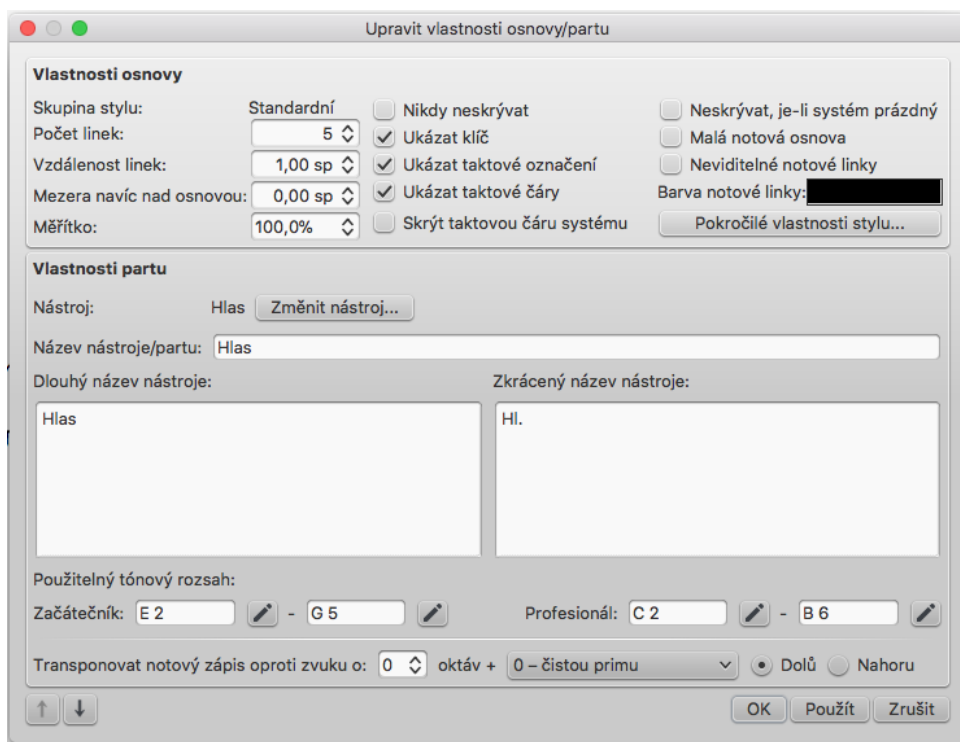 Upravit vlastnosti osnovy/partu
Vlastnosti osnovy
Skupina stylu: Standardní
Nikdy neskrývat
Neskrývat, je-li systém prázdný
Počet linek: 5
Ukázat klíč
Malá notová osnova
Vzdálenost linek: 1,00 sp
Ukázat taktové označení
Neviditelné notové linky
Mezera navíc nad osnovou: 0,00 sp
Ukázat taktové čáry
Barva notové linky:
Měřítko: 100,0%
Skrýt taktovou čáru systému
Pokročilé vlastnosti stylu...
Vlastnosti partu
Nástroj: Hlas Změnit nástroj...
Název nástroje/partu: Hlas
Dlouhý název nástroje:
Zkrácený název nástroje:
Hlas
Hl.
Použitelný tónový rozsah:
Začátečník: E 2 - G 5
Profesionál: C 2 - B 6
Transponovat notový zápis oproti zvuku o: 0 oktáv + 0 – čistou primu Dolů Nahoru
OK Použít Zrušit